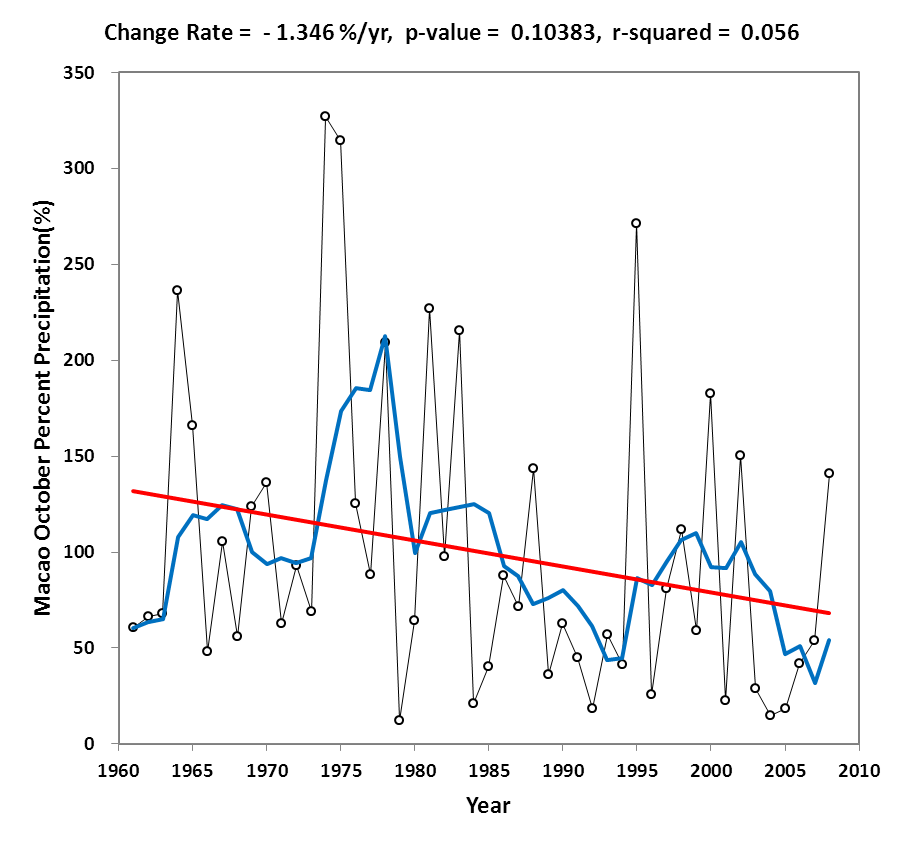 Change Rate = - 1.346 %/yr, p-value = 0.10383, r-squared = 0.056
350
300
250
200
150
100
50
0
Macao October Percent Precipitation(%)
1960 1965 1970 1975 1980 1985 1990 1995 2000 2005 2010
Year